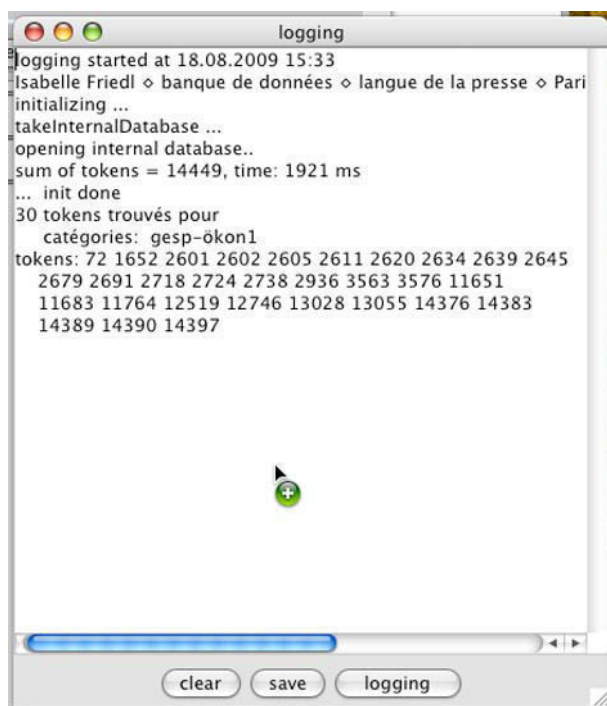 logging
logging started at 18.08.2009 15:33
Isabelle Friedl ⋄ banque de données ⋄ langue de la presse ⋄ Pari
initializing ...
takeInternalDatabase ...
opening internal database..
sum of tokens = 14449, time: 1921 ms
...  init done
30 tokens trouvés pour
catégories:  gesp-ökon1
tokens: 72 1652 2601 2602 2605 2611 2620 2634 2639 2645
2679 2691 2718 2724 2738 2936 3563 3576 11651
11683 11764 12519 12746 13028 13055 14376 14383
14389 14390 14397
clear save logging